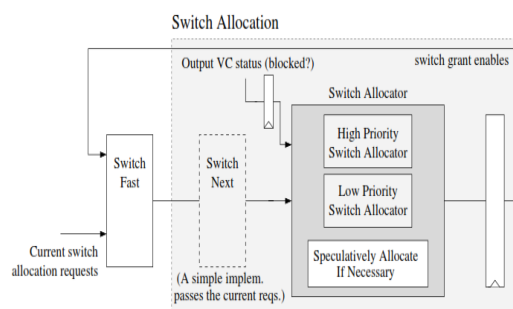 Switch Allocation
Output VC status (blocked?)
switch grant enables
Switch Allocator
High Priority
Switch Allocator
Switch
Fast
Switch
Next
Low Priority
Switch Allocator
Current switch
allocation requests
Speculatively Allocate
If Necessary
(A simple implem.
passes the current reqs.)